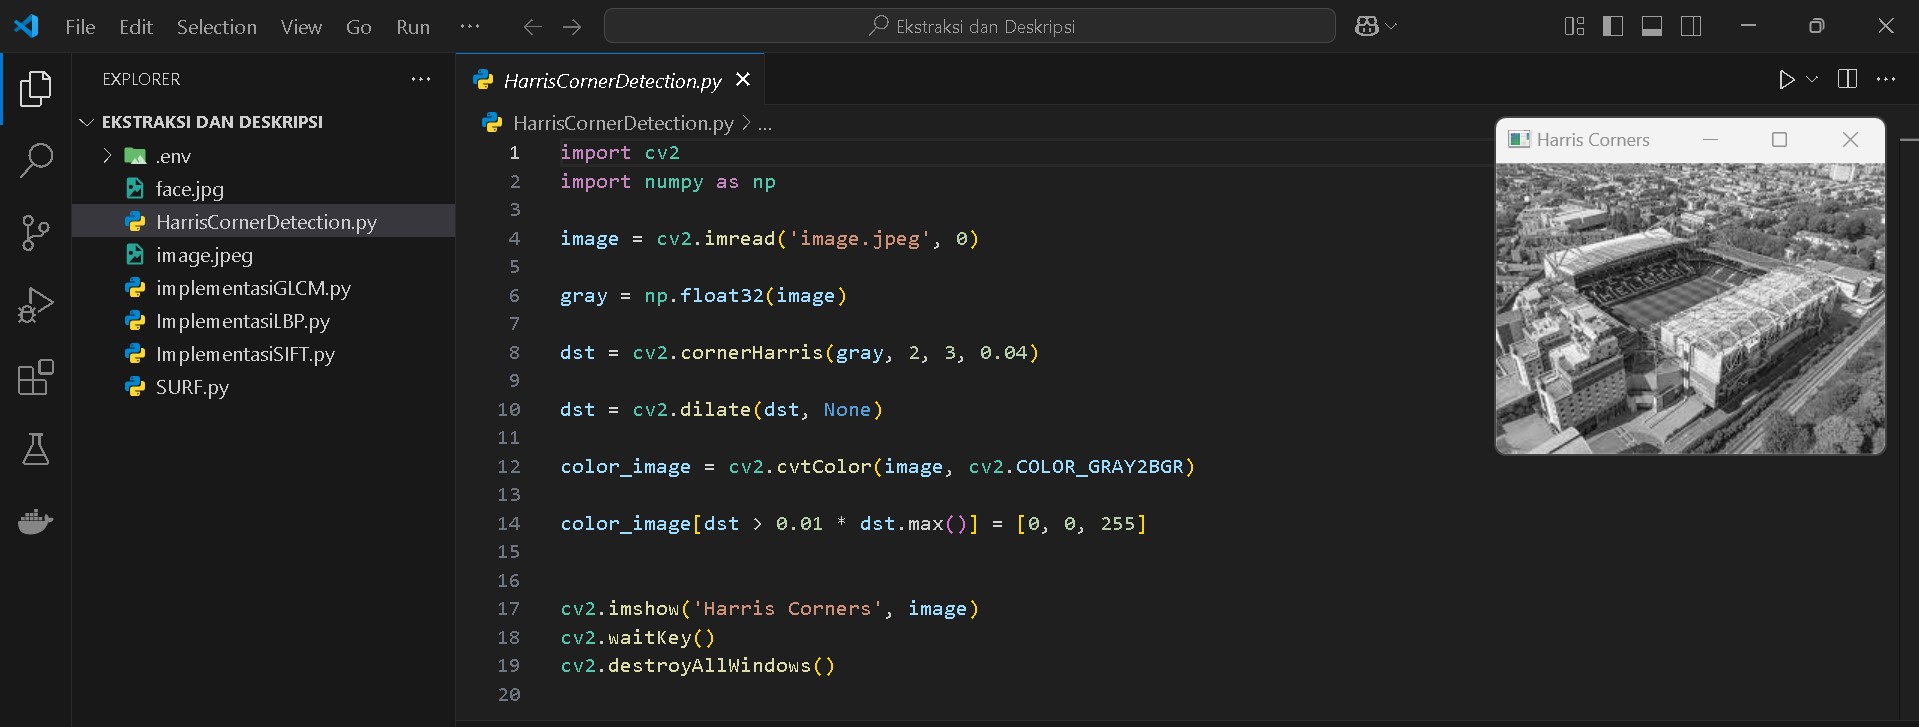 File Edit Selection View Go Run ··· Ekstraksi dan Deskripsi
EXPLORER ···
EKSTRAKSI DAN DESKRIPSI
.env
face.jpg
HarrisCornerDetection.py
image.jpeg
implementasiGLCM.py
ImplementasiLBP.py
ImplementasiSIFT.py
SURF.py
HarrisCornerDetection.py
HarrisCornerDetection.py > ...
1 import cv2
2 import numpy as np
3
4 image = cv2.imread('image.jpeg', 0)
5
6 gray = np.float32(image)
7
8 dst = cv2.cornerHarris(gray, 2, 3, 0.04)
9
10 dst = cv2.dilate(dst, None)
11
12 color_image = cv2.cvtColor(image, cv2.COLOR_GRAY2BGR)
13
14 color_image[dst > 0.01 * dst.max()] = [0, 0, 255]
15
16
17 cv2.imshow('Harris Corners', image)
18 cv2.waitKey()
19 cv2.destroyAllWindows()
20
Harris Corners